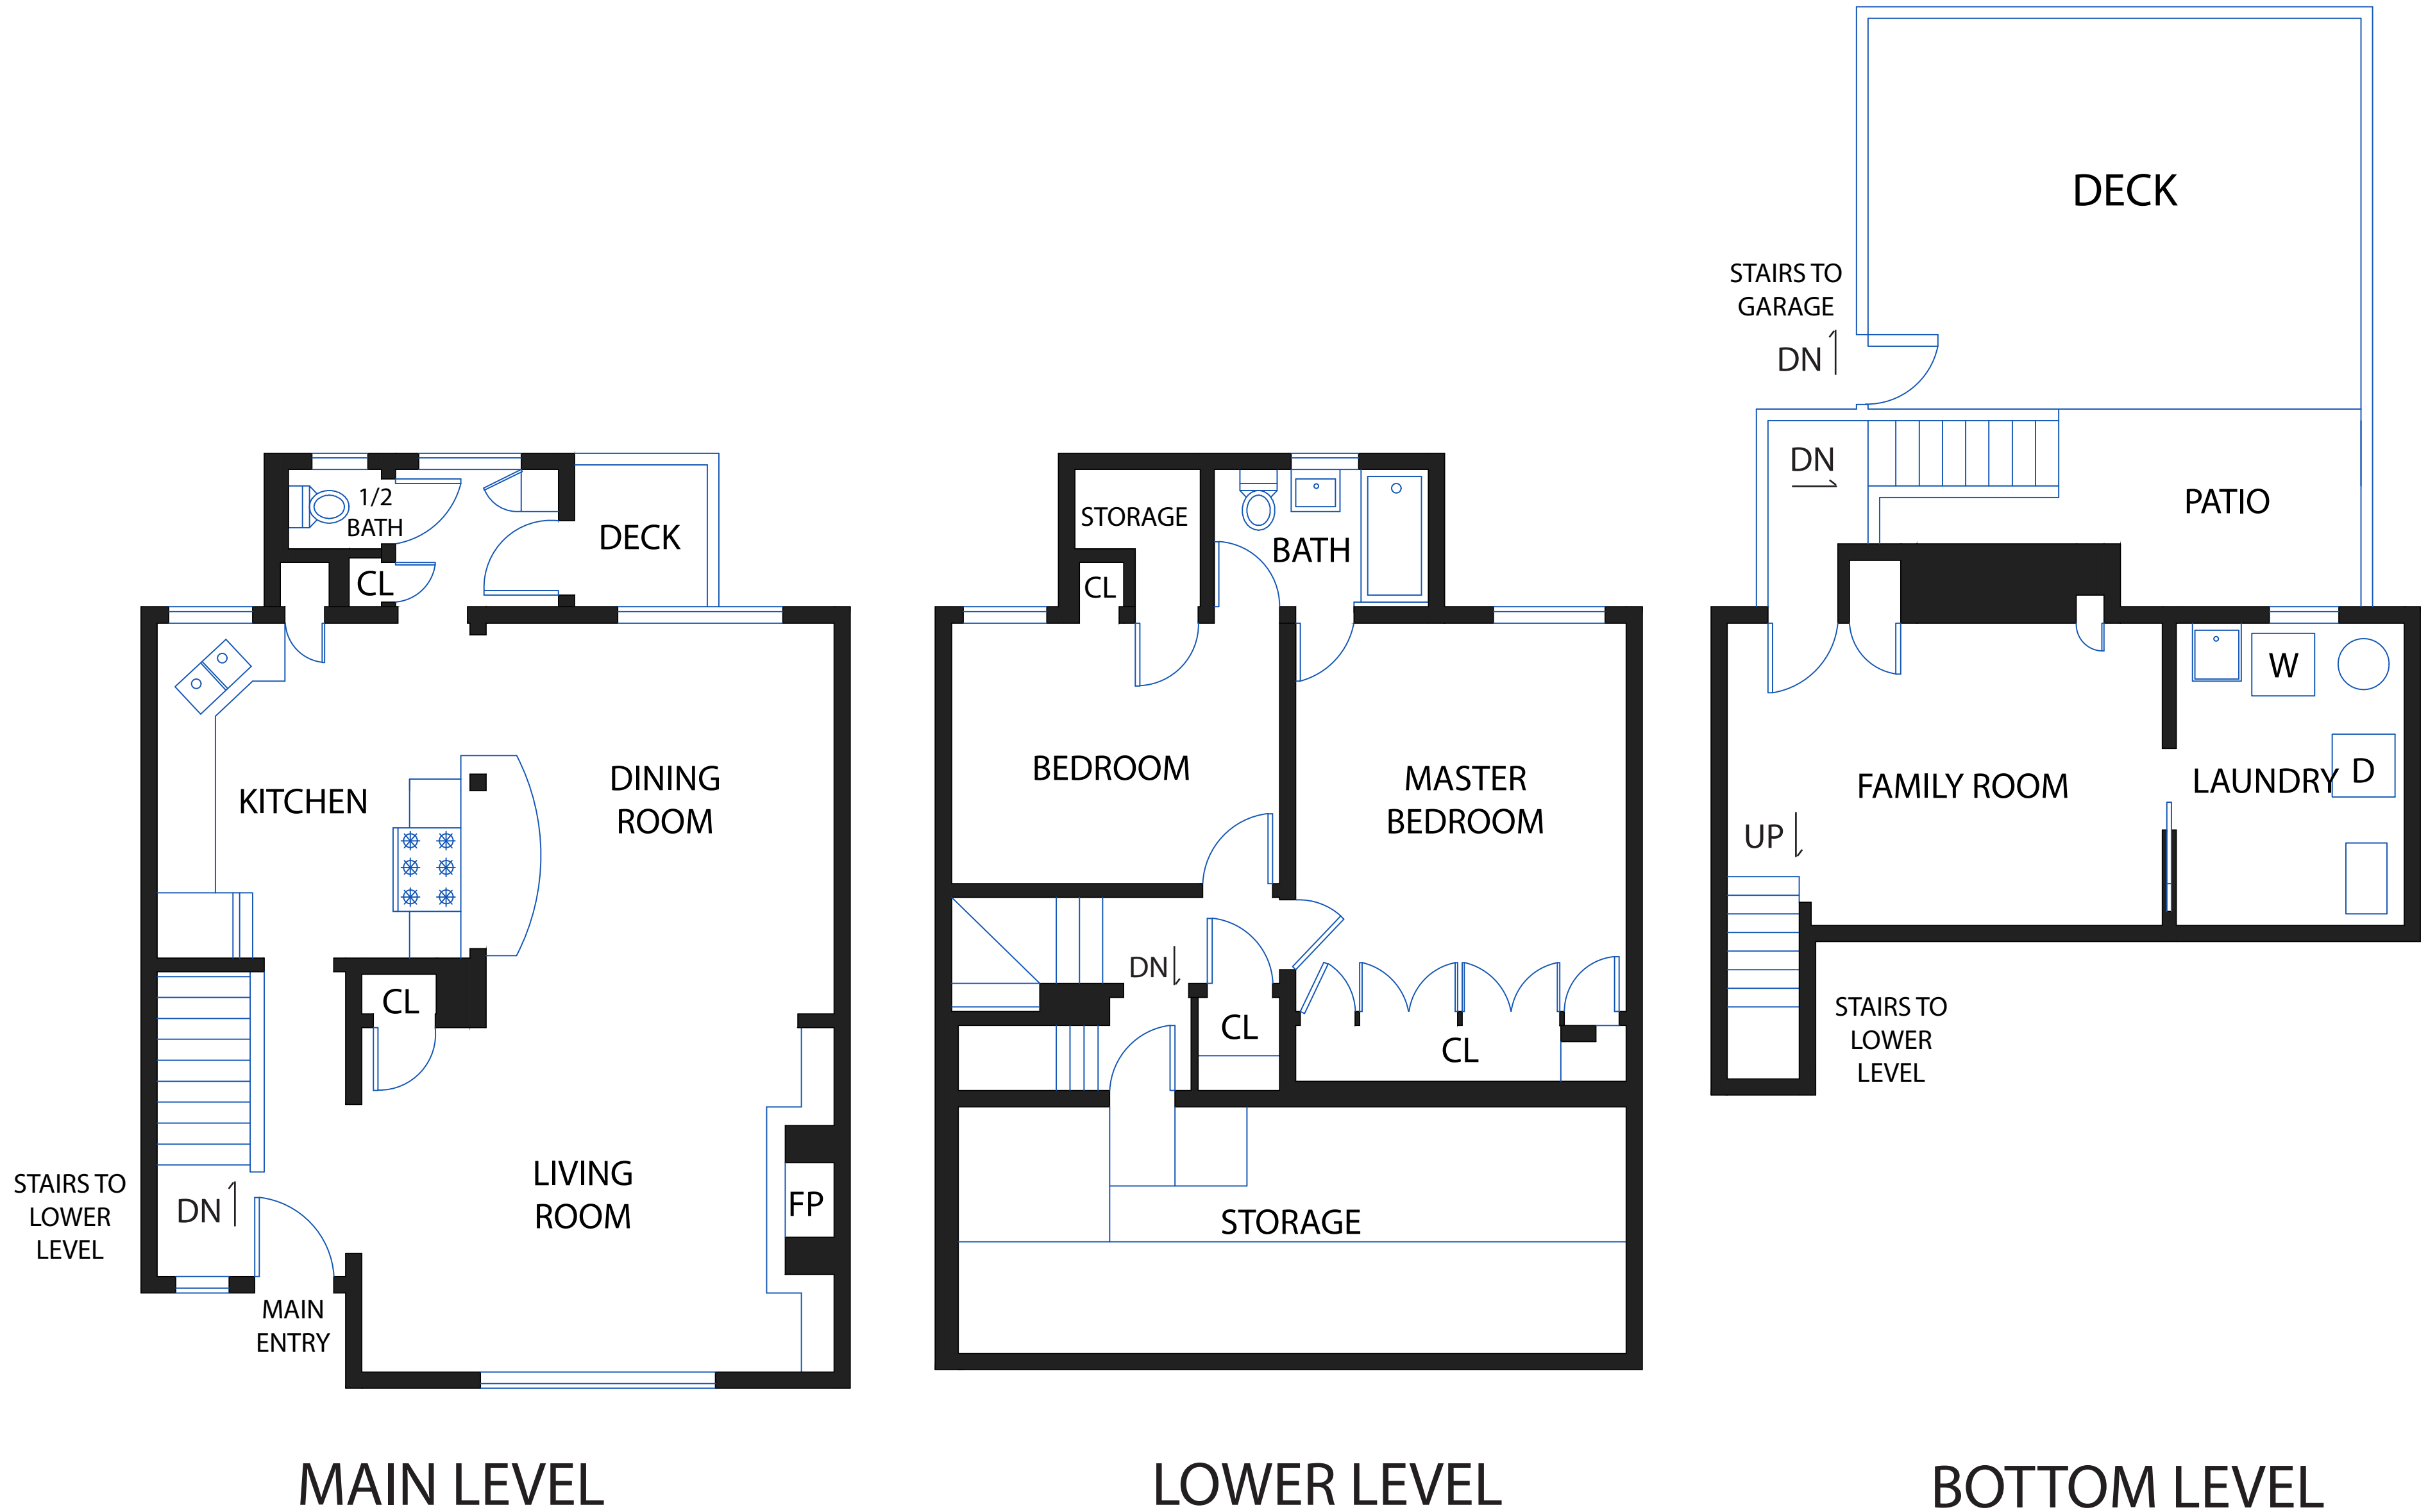 1/2
BATH
DECK
CL
KITCHEN
DINING
ROOM
CL
LIVING
ROOM
FP
STAIRS TO
LOWER
LEVEL
DN
MAIN
ENTRY
MAIN LEVEL
STORAGE
BATH
CL
BEDROOM
MASTER
BEDROOM
DN
CL
CL
STORAGE
LOWER LEVEL
DECK
STAIRS TO
GARAGE
DN
DN
PATIO
W
FAMILY ROOM
LAUNDRY
D
UP
STAIRS TO
LOWER
LEVEL
BOTTOM LEVEL